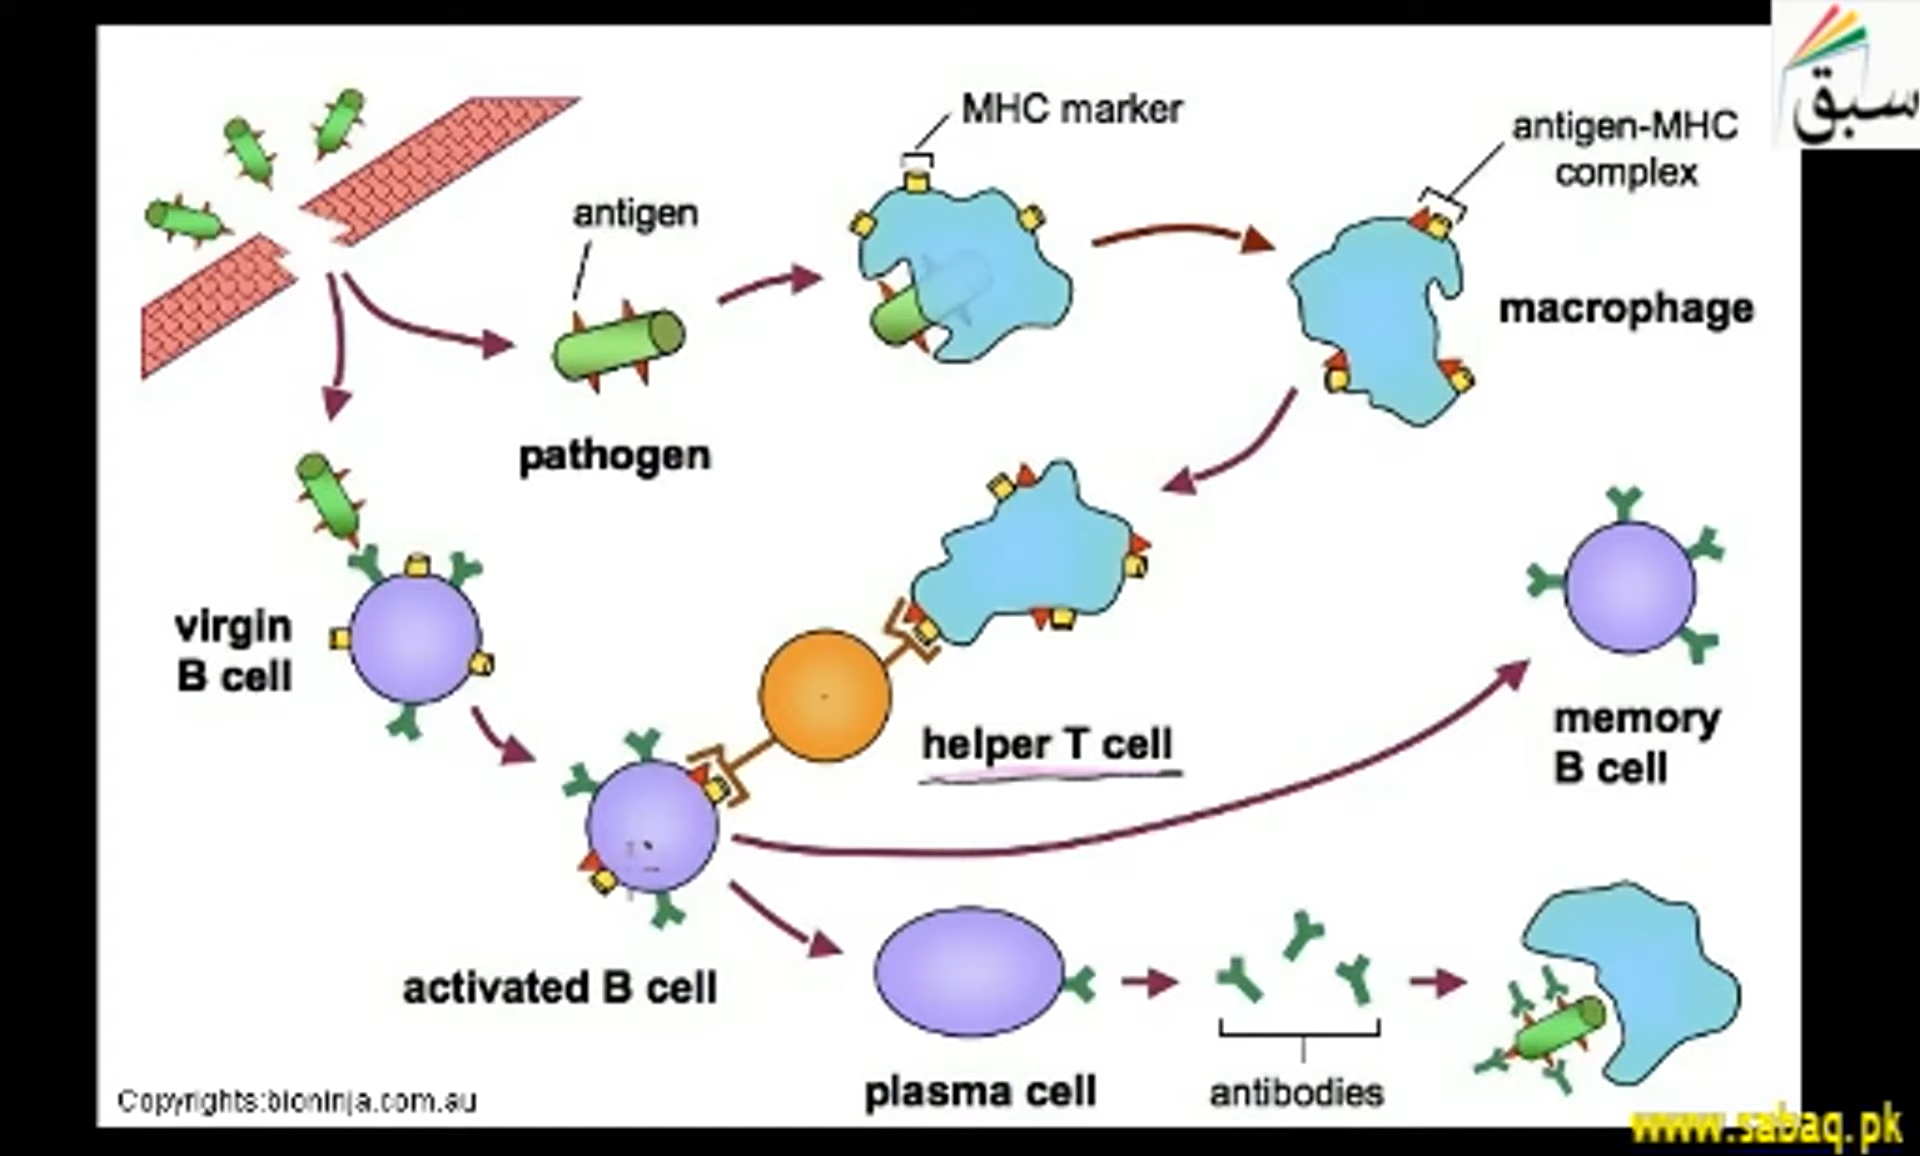 سبق
MHC marker
antigen-MHC
complex
antigen
macrophage
pathogen
virgin
B cell
helper T cell
memory
B cell
activated B cell
plasma cell
antibodies
Copyrights:bioninja.com.au
www.sabaq.pk